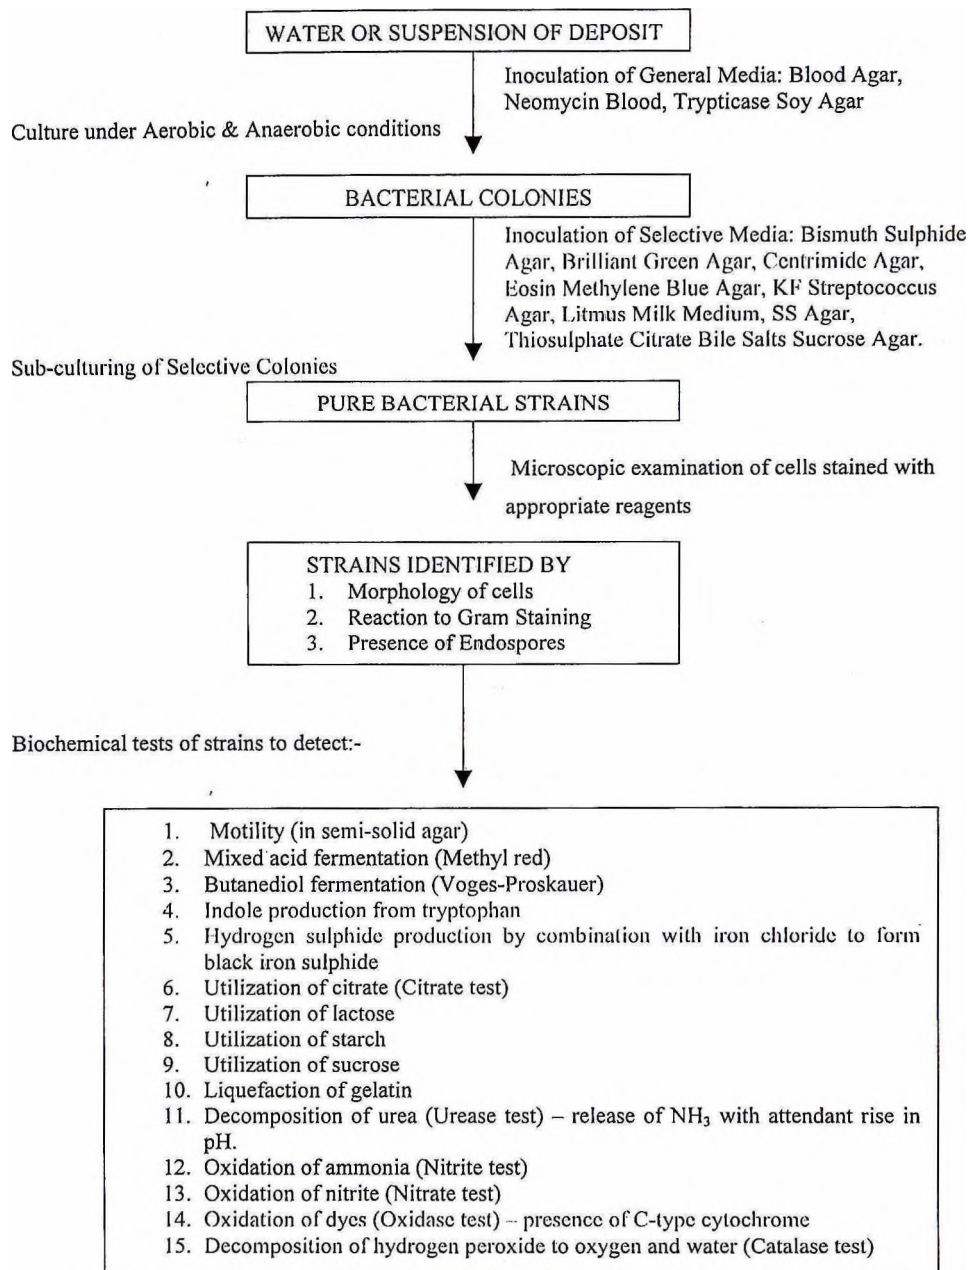 WATER OR SUSPENSION OF DEPOSIT
Inoculation of General Media: Blood Agar,
Neomycin Blood, Trypticase Soy Agar
Culture under Aerobic & Anaerobic conditions
BACTERIAL COLONIES
Inoculation of Selective Media: Bismuth Sulphide
Agar, Brilliant Green Agar, Centrimide Agar,
Eosin Methylene Blue Agar, KF Streptococcus
Agar, Litmus Milk Medium, SS Agar,
Thiosulphate Citrate Bile Salts Sucrose Agar.
Sub-culturing of Selective Colonies
PURE BACTERIAL STRAINS
Microscopic examination of cells stained with
appropriate reagents
STRAINS IDENTIFIED BY
1. Morphology of cells
2. Reaction to Gram Staining
3. Presence of Endospores
Biochemical tests of strains to detect:-
1. Motility (in semi-solid agar)
2. Mixed acid fermentation (Methyl red)
3. Butanediol fermentation (Voges-Proskauer)
4. Indole production from tryptophan
5. Hydrogen sulphide production by combination with iron chloride to form
black iron sulphide
6. Utilization of citrate (Citrate test)
7. Utilization of lactose
8. Utilization of starch
9. Utilization of sucrose
10. Liquefaction of gelatin
11. Decomposition of urea (Urease test) – release of NH₃ with attendant rise in
pH.
12. Oxidation of ammonia (Nitrite test)
13. Oxidation of nitrite (Nitrate test)
14. Oxidation of dyes (Oxidase test) – presence of C-type cytochrome
15. Decomposition of hydrogen peroxide to oxygen and water (Catalase test)